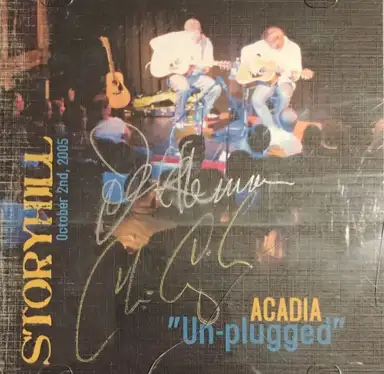 STORYHILL
October 2nd, 2005
ACADIA
"Un-plugged"